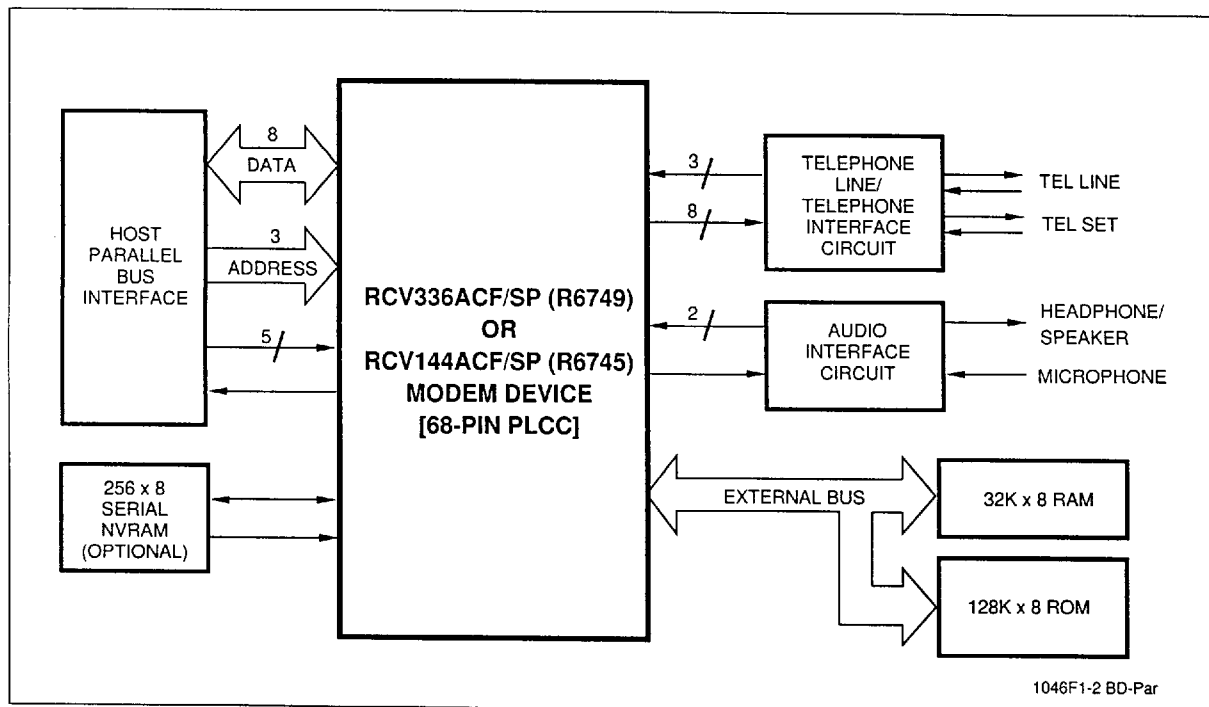 HOST
PARALLEL
BUS
INTERFACE
8
DATA
3
ADDRESS
5
256 x 8
SERIAL
NVRAM
(OPTIONAL)
RCV336ACF/SP (R6749)
OR
RCV144ACF/SP (R6745)
MODEM DEVICE
[68-PIN PLCC]
3
8
TELEPHONE
LINE/
TELEPHONE
INTERFACE
CIRCUIT
TEL LINE
TEL SET
2
AUDIO
INTERFACE
CIRCUIT
HEADPHONE/
SPEAKER
MICROPHONE
EXTERNAL BUS
32K x 8 RAM
128K x 8 ROM
1046F1-2 BD-Par